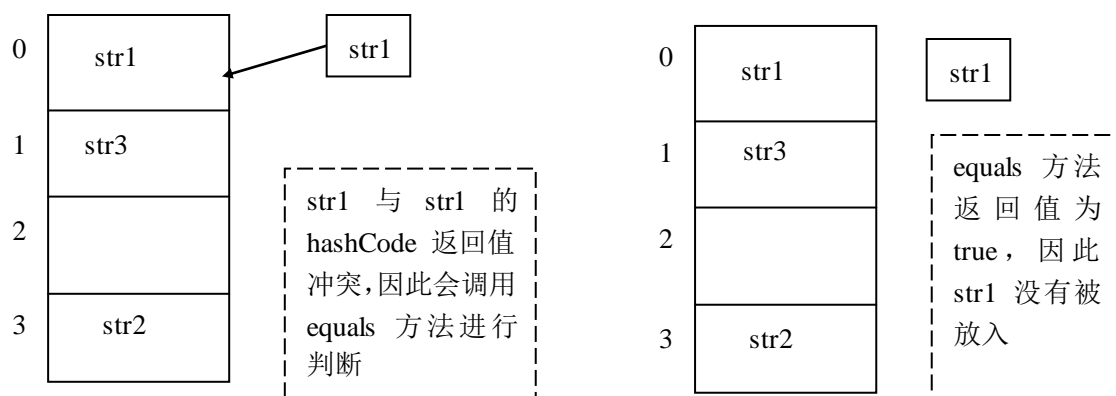 0
str1
str1
1
str3
2
3
str2
str1 与 str1 的
hashCode 返回值
冲突,因此会调用
equals 方法进行
判断
0
str1
str1
1
str3
2
3
str2
equals 方法
返回值为
true，因此
str1 没有被
放入